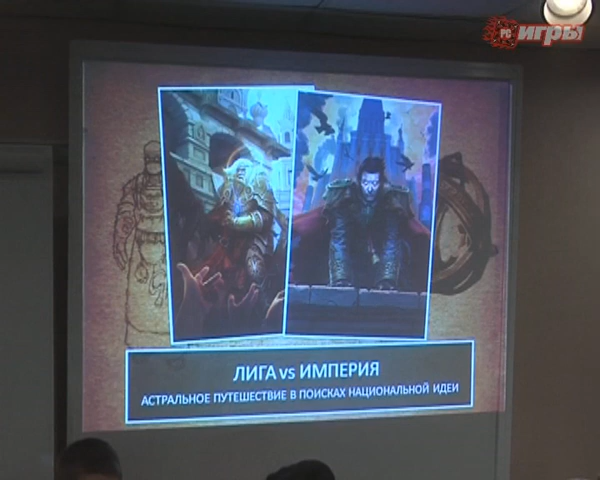 PC игры
ЛИГА vs ИМПЕРИЯ
АСТРАЛЬНОЕ ПУТЕШЕСТВИЕ В ПОИСКАХ НАЦИОНАЛЬНОЙ ИДЕИ